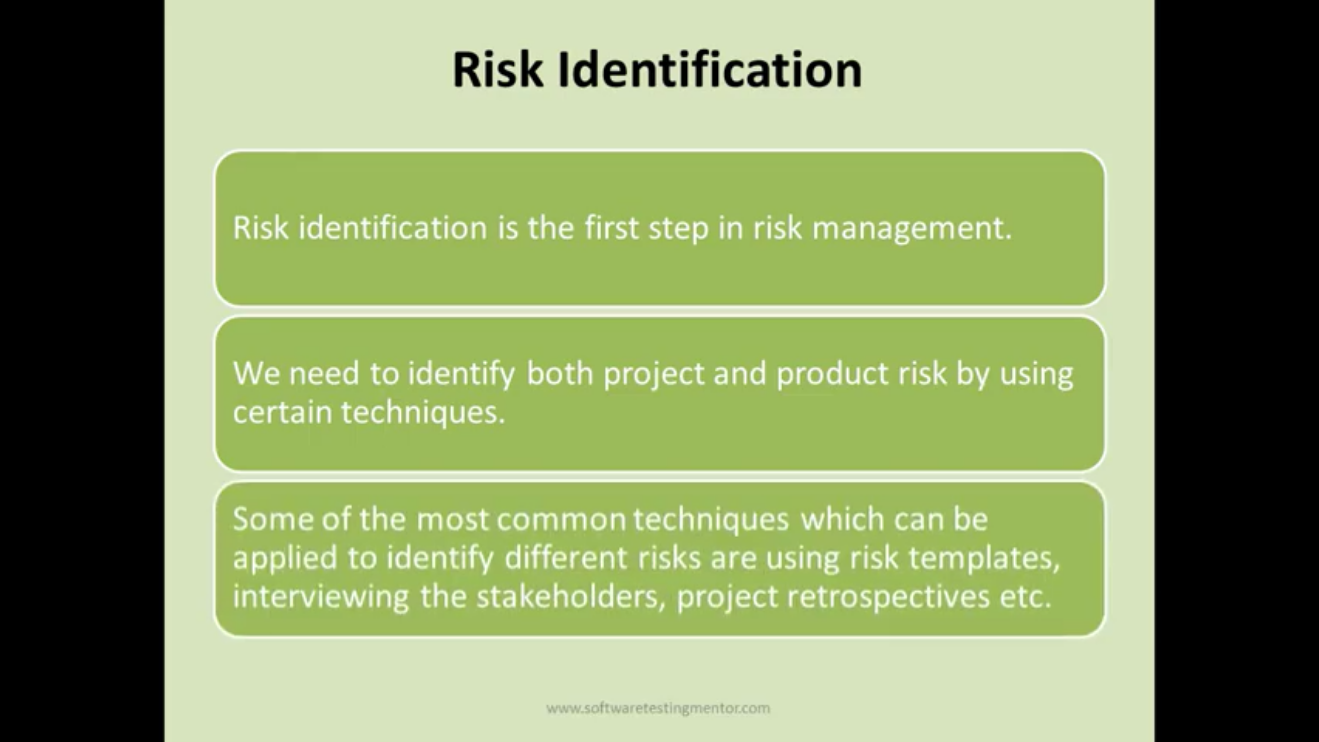 Risk Identification
Risk identification is the first step in risk management.
We need to identify both project and product risk by using
certain techniques.
Some of the most common techniques which can be
applied to identify different risks are using risk templates,
interviewing the stakeholders, project retrospectives etc.
www.softwaretestingmentor.com